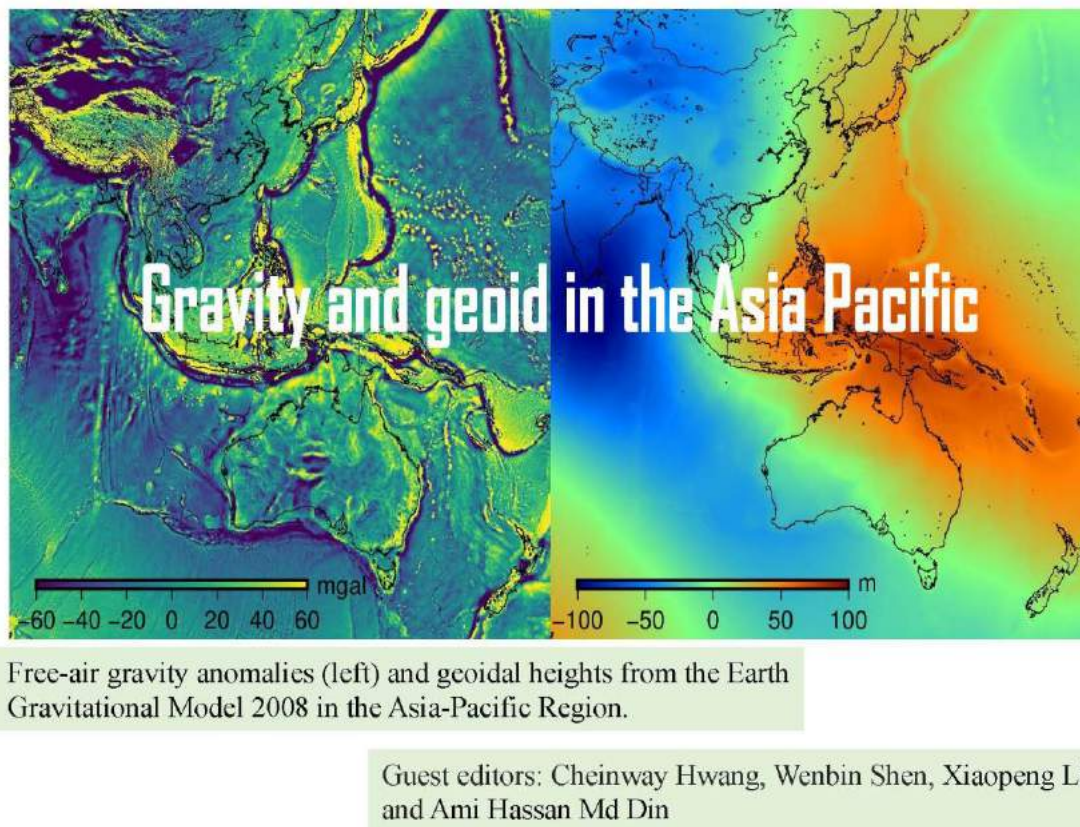 Gravity and geoid in the Asia Pacific
mgal
−60 −40 −20 0 20 40 60
m
−100 −50 0 50 100
Free-air gravity anomalies (left) and geoidal heights from the Earth
Gravitational Model 2008 in the Asia-Pacific Region.
Guest editors: Cheinway Hwang, Wenbin Shen, Xiaopeng L
and Ami Hassan Md Din